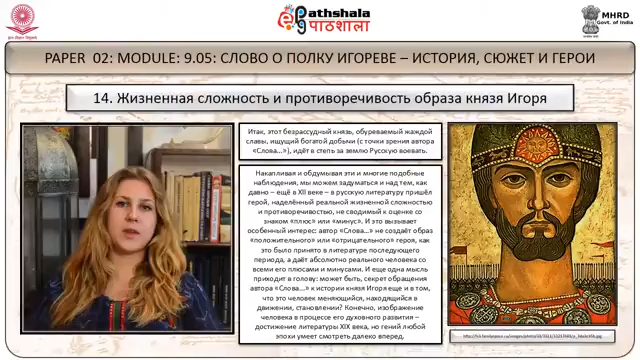 ePathshala
पाठशाला
MHRD
Govt. of India
PAPER 02: MODULE: 9.05: СЛОВО О ПОЛКУ ИГОРЕВЕ – ИСТОРИЯ, СЮЖЕТ И ГЕРОИ
14. Жизненная сложность и противоречивость образа князя Игоря
Итак, этот безрассудный князь, обуреваемый жаждой
славы, ищущий богатой добычи (с точки зрения автора
«Слова…»), идёт в степь за землю Русскую воевать.
Накапливая и обдумывая эти и многие подобные
наблюдения, мы можем задуматься и над тем, как
давно – ещё в XII веке – в русскую литературу пришёл
герой, наделённый реальной жизненной сложностью
и противоречивостью, не сводимый к оценке со
знаком «плюс» или «минус». И это вызывает
особенный интерес: автор «Слова…» не создаёт образ
«положительного» или «отрицательного» героя, как
это было принято в литературе последующего
периода, а даёт абсолютно реального человека со
всеми его плюсами и минусами. И еще одна мысль
приходит в голову: может быть, секрет обращения
автора «Слова…» к истории князя Игоря еще и в том,
что это человек меняющийся, находящийся в
движении, становлении? Конечно, изображение
человека в процессе его духовного развития –
достижение литературы XIX века, но гений любой
эпохи умеет смотреть далеко вперед.